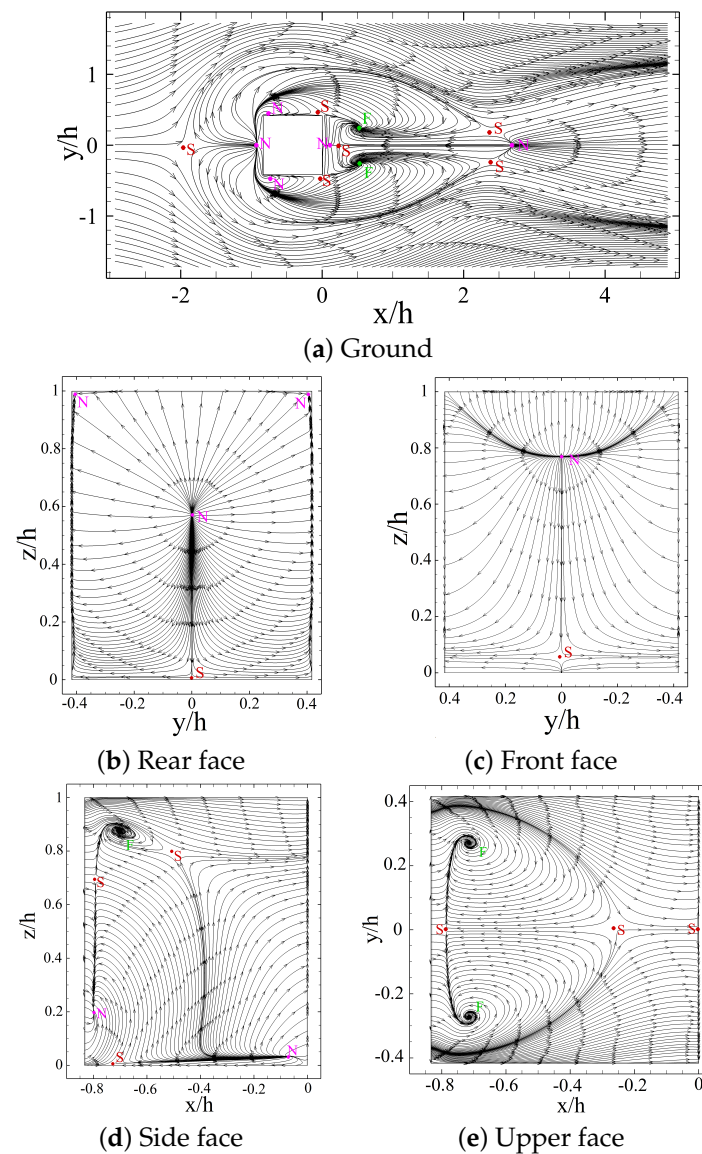 y/h
1
0
-1
N
S
F
S
N
N
S
S
N
N
S
F
S
-2
0
2
4
x/h
(a) Ground
z/h
1
0.8
0.6
0.4
0.2
0
N
N
N
S
-0.4
-0.2
0
0.2
0.4
y/h
(b) Rear face
z/h
1
0.8
0.6
0.4
0.2
0
N
S
0.4
0.2
0
-0.2
-0.4
y/h
(c) Front face
z/h
1
0.8
0.6
0.4
0.2
0
F
S
S
N
S
N
-0.8
-0.6
-0.4
-0.2
0
x/h
(d) Side face
y/h
0.4
0.2
0
-0.2
-0.4
F
S
S
S
F
-0.8
-0.6
-0.4
-0.2
0
x/h
(e) Upper face